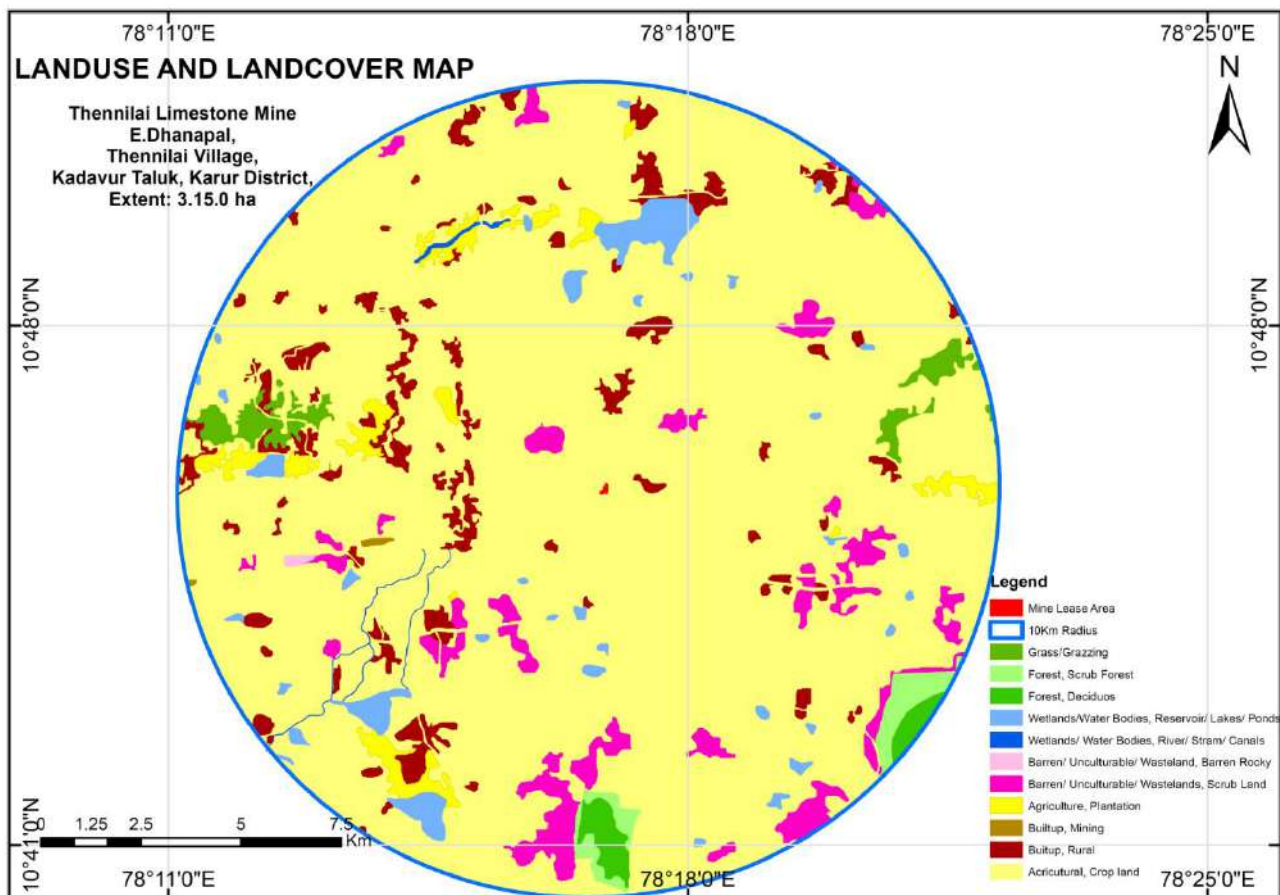 78°11'0"E 78°18'0"E 78°25'0"E
LANDUSE AND LANDCOVER MAP
N
Thennilai Limestone Mine
E.Dhanapal,
Thennilai Village,
Kadavur Taluk, Karur District,
Extent: 3.15.0 ha
10°48'0"N 10°48'0"N
Legend
Mine Lease Area
10Km Radius
Grass/Grazzing
Forest, Scrub Forest
Forest, Deciduos
Wetlands/Water Bodies, Reservoir/ Lakes/ Ponds
Wetlands/ Water Bodies, River/ Stram/ Canals
Barren/ Unculturable/ Wasteland, Barren Rocky
Barren/ Unculturable/ Wastelands, Scrub Land
Agriculture, Plantation
Builtup, Mining
Buitup, Rural
Acricutural, Crop land
10°41'0"N 10°41'0"N
0 1.25 2.5 5 7.5
Km
78°11'0"E 78°18'0"E 78°25'0"E